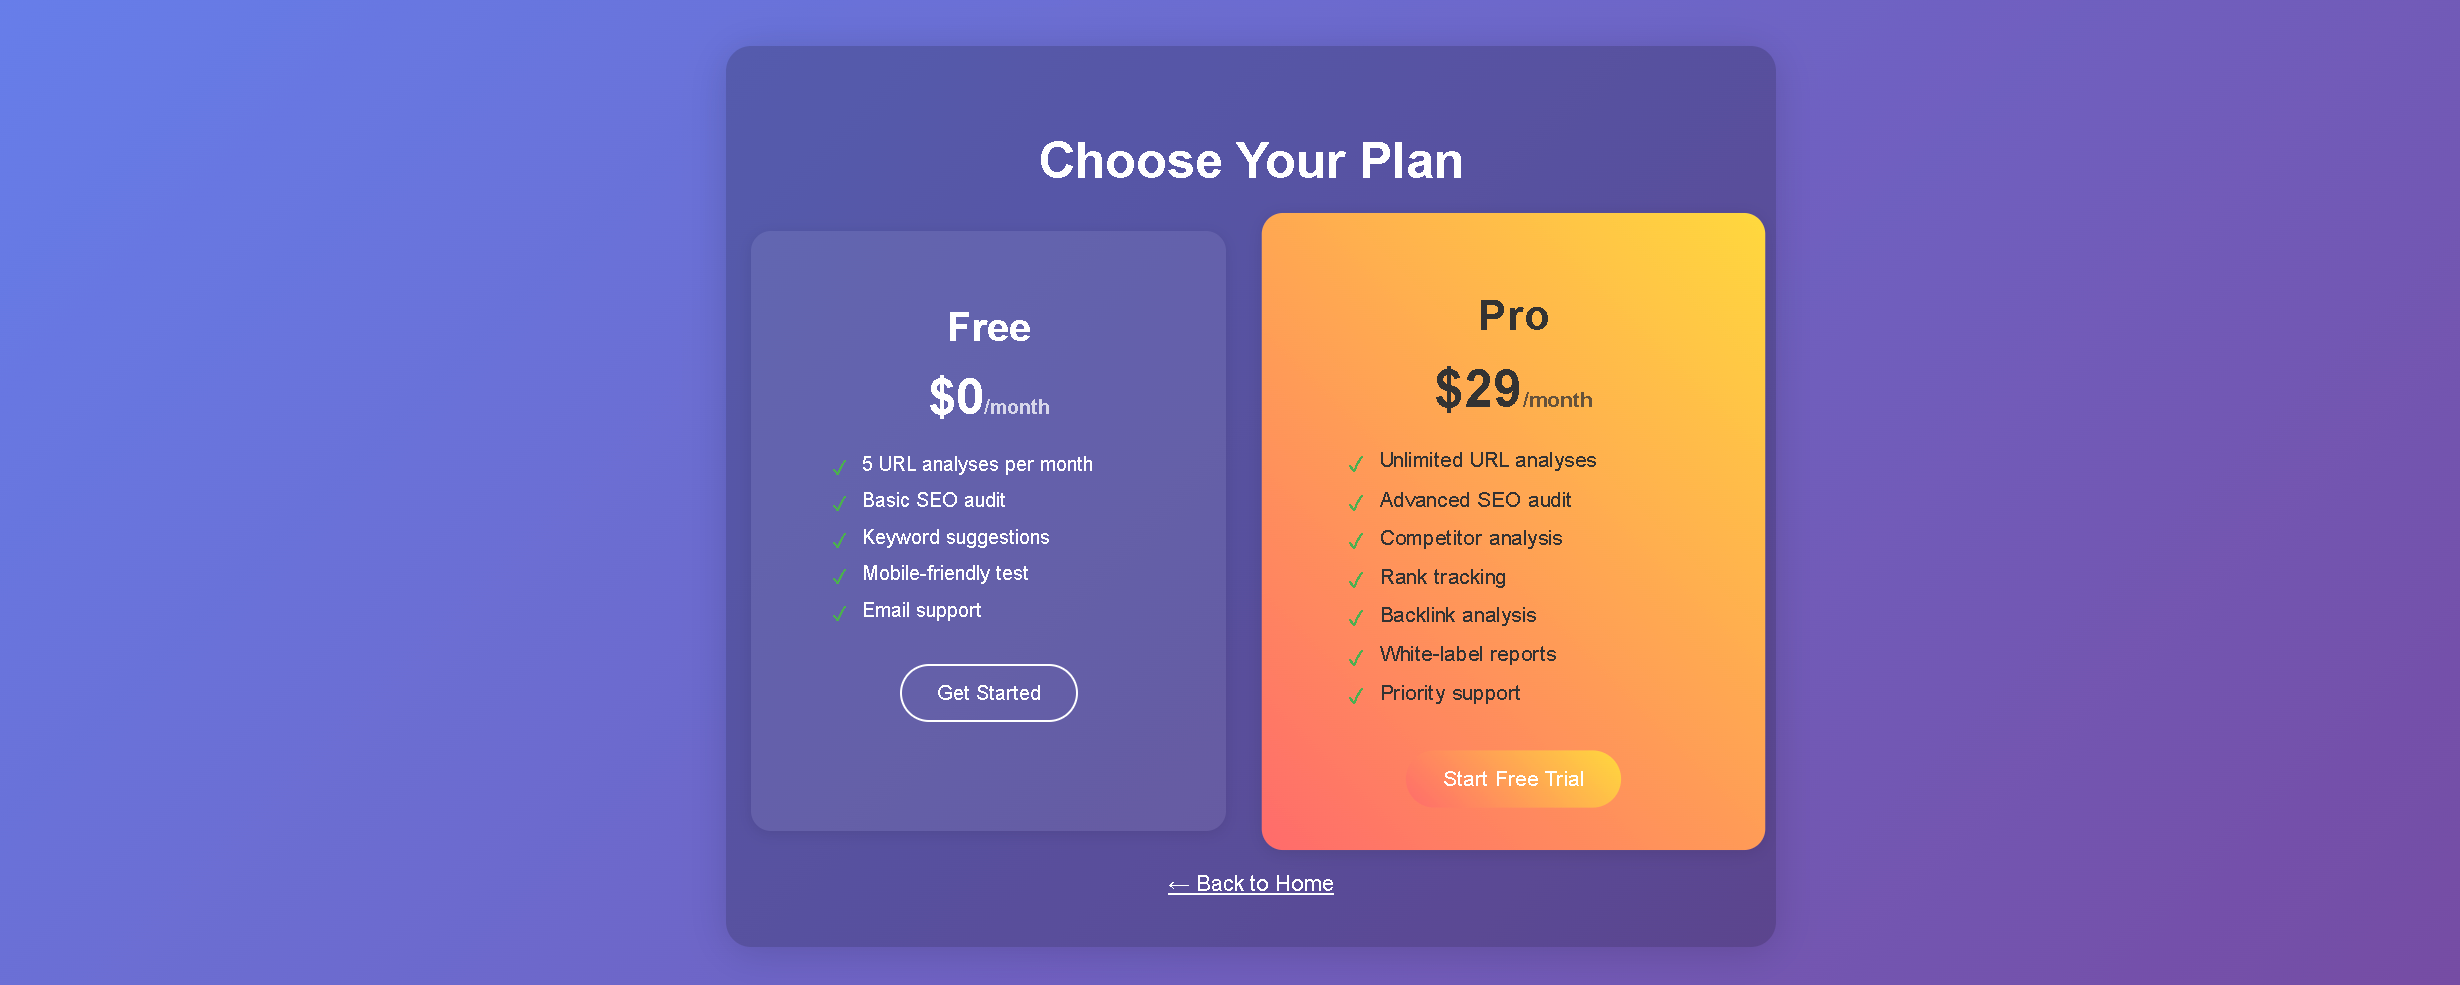 Choose Your Plan
Free
$0/month
✓ 5 URL analyses per month
✓ Basic SEO audit
✓ Keyword suggestions
✓ Mobile-friendly test
✓ Email support
Get Started
Pro
$29/month
✓ Unlimited URL analyses
✓ Advanced SEO audit
✓ Competitor analysis
✓ Rank tracking
✓ Backlink analysis
✓ White-label reports
✓ Priority support
Start Free Trial
← Back to Home